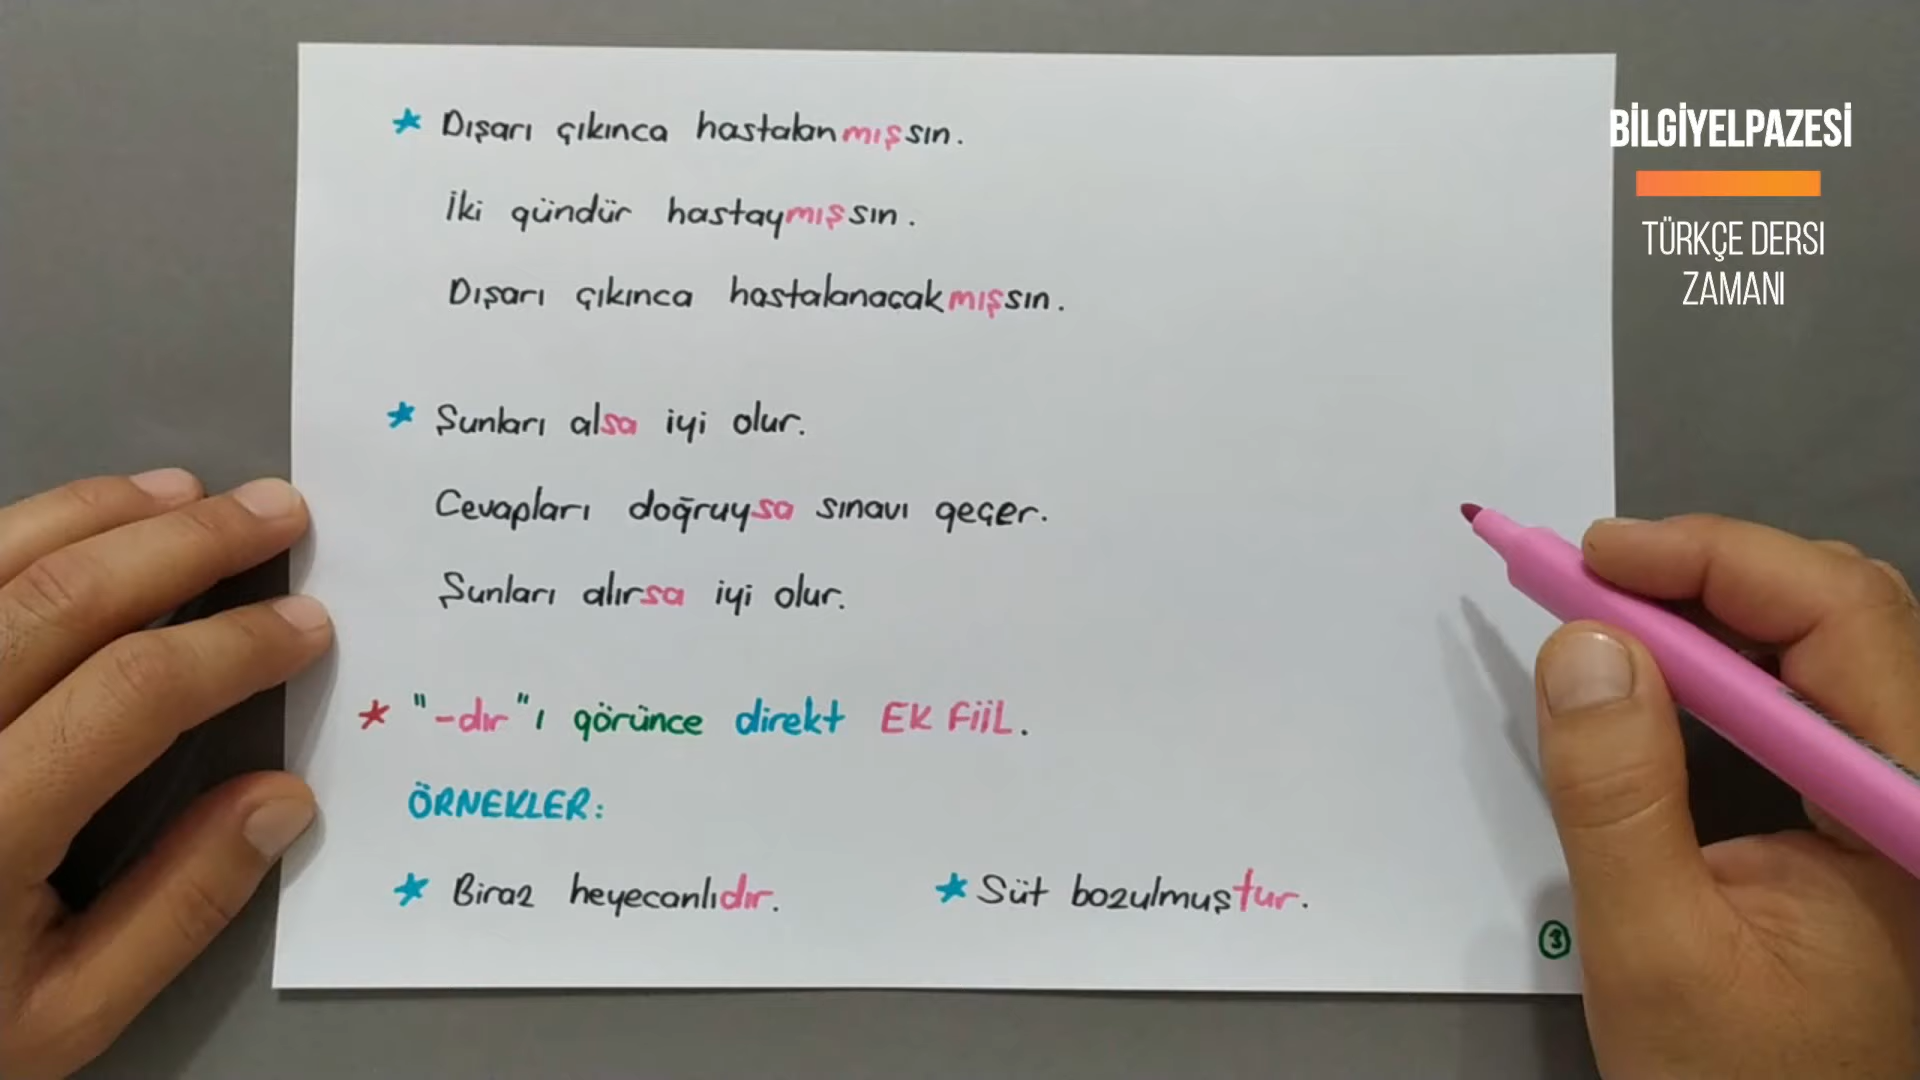 ★ Dışarı çıkınca hastalanmışsın.
İki gündür hastaymışsın.
Dışarı çıkınca hastalanacakmışsın.
★ Şunları alsa iyi olur.
Cevapları doğruysa sınavı geçer.
Şunları alırsa iyi olur.
★ "-dır"ı görünce direkt EK FİİL.
ÖRNEKLER:
★ Biraz heyecanlıdır. ★ Süt bozulmuştur.
3
BİLGİYELPAZESİ
TÜRKÇE DERSI
ZAMANI